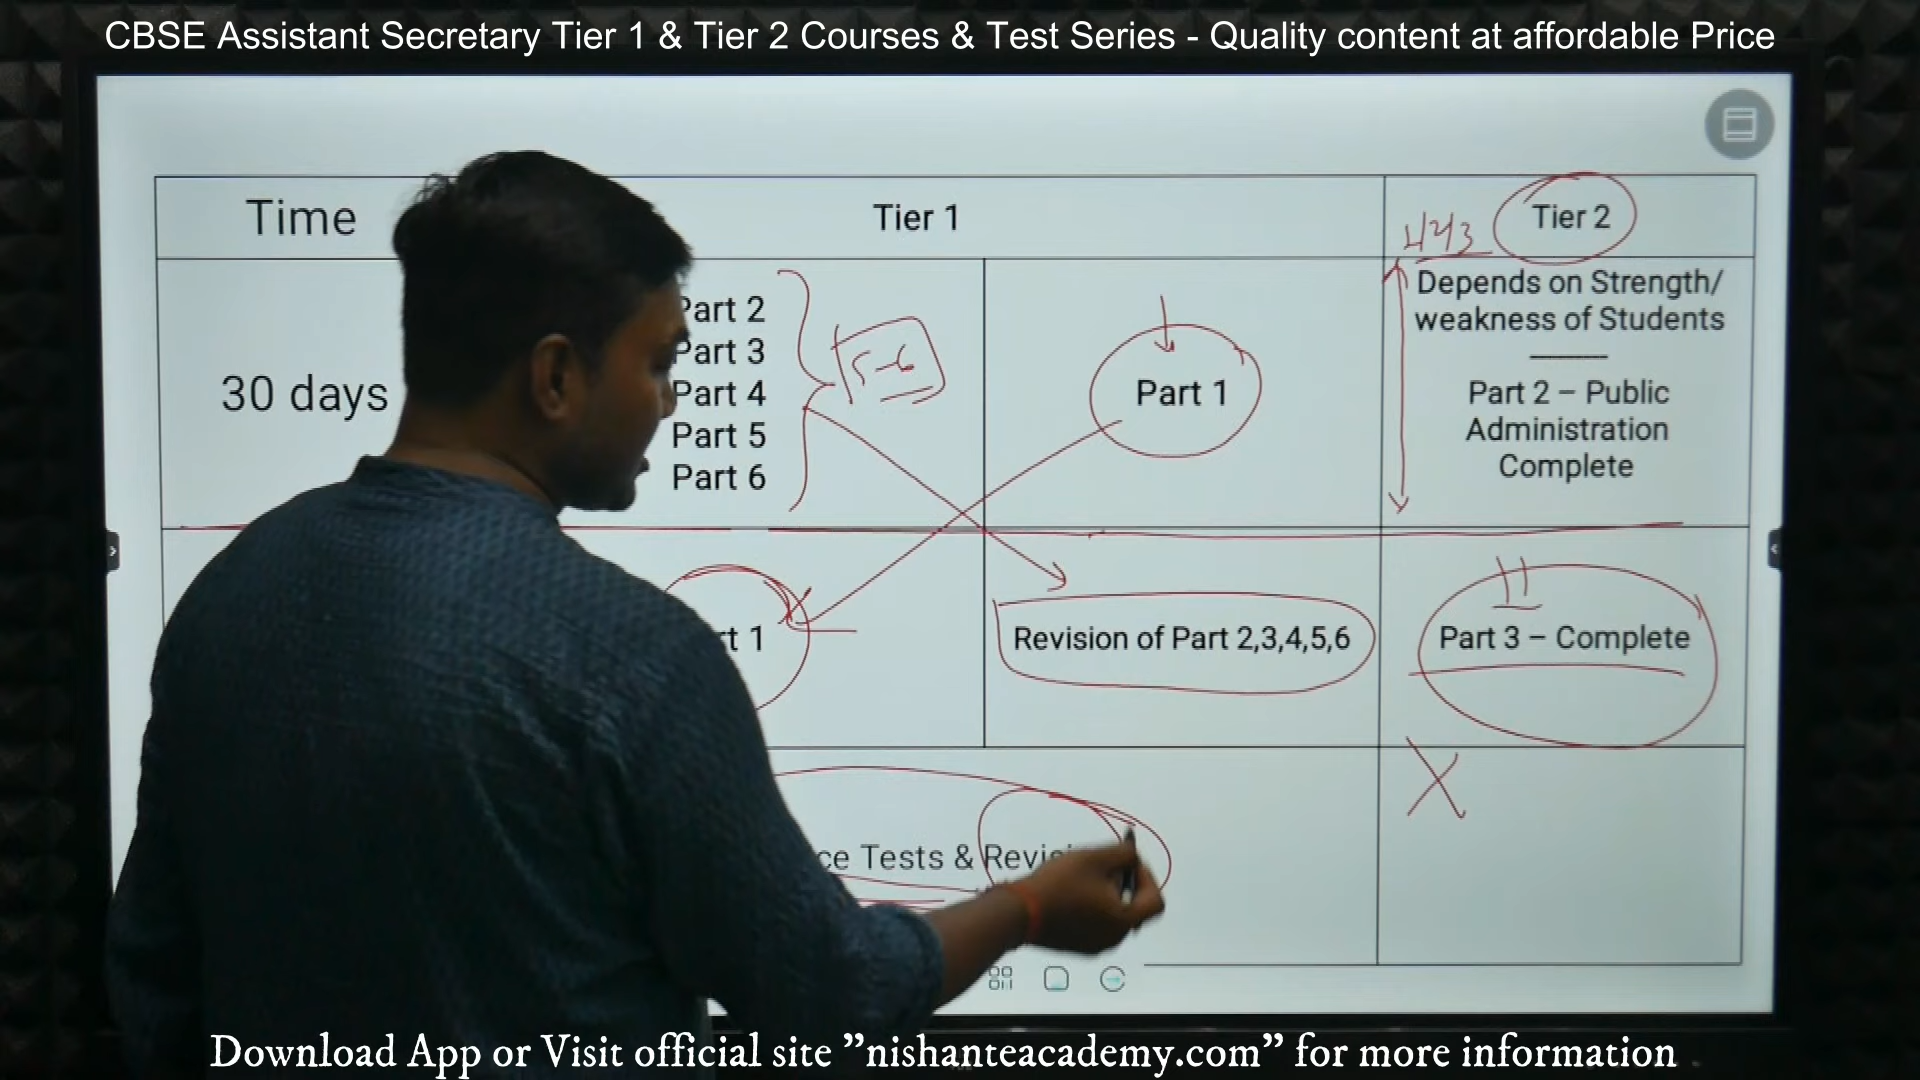 CBSE Assistant Secretary Tier 1 & Tier 2 Courses & Test Series - Quality content at affordable Price
Time
Tier 1
Tier 2
30 days
Part 2
Part 3
Part 4
Part 5
Part 6
5-6
Part 1
Depends on Strength/
weakness of Students
Part 2 – Public
Administration
Complete
rt 1
Revision of Part 2,3,4,5,6
Part 3 – Complete
X
ce Tests & Revisi
Download App or Visit official site "nishanteacademy.com" for more information